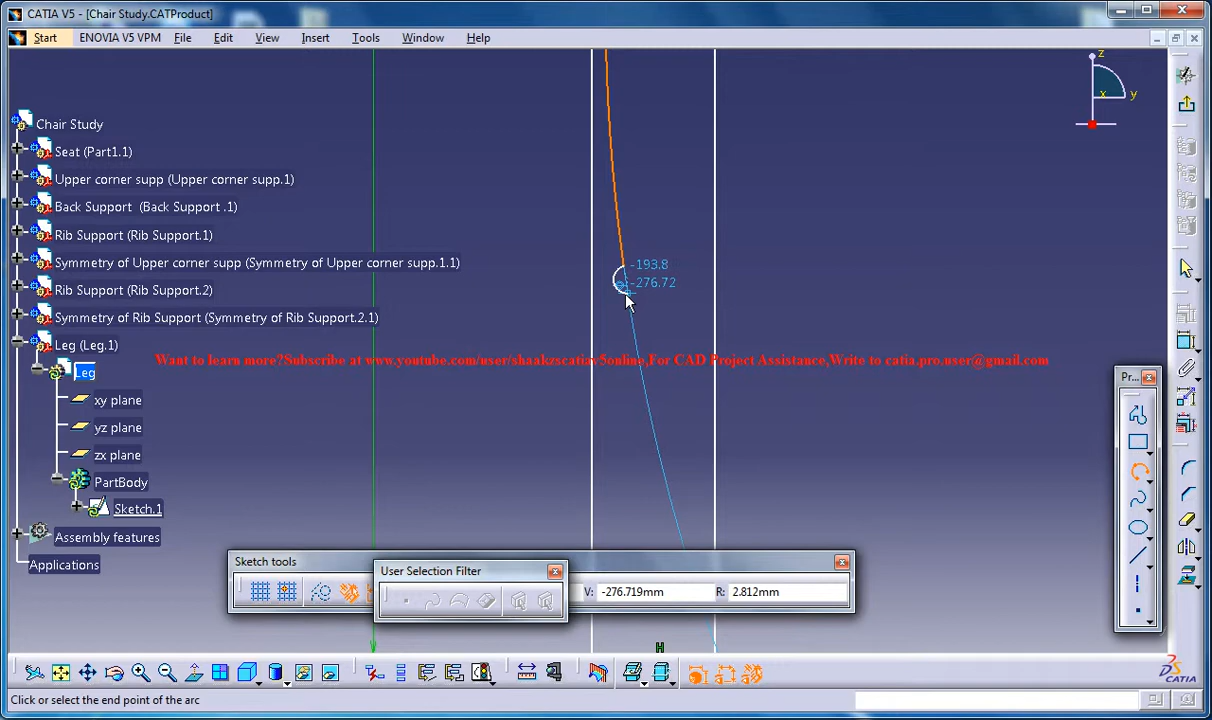 CATIA V5 - [Chair Study.CATProduct]
Start ENOVIA V5 VPM File Edit View Insert Tools Window Help
z
x y
Chair Study
Seat (Part1.1)
Upper corner supp (Upper corner supp.1)
Back Support (Back Support .1)
Rib Support (Rib Support.1)
Symmetry of Upper corner supp (Symmetry of Upper corner supp.1.1)
Rib Support (Rib Support.2)
Symmetry of Rib Support (Symmetry of Rib Support.2.1)
Leg (Leg.1)
Leg
xy plane
yz plane
zx plane
PartBody
Sketch.1
Assembly features
Applications
-193.8
-276.72
Want to learn more?Subscribe at www.youtube.com/user/shaakzscatiav5online,For CAD Project Assistance,Write to catia.pro.user@gmail.com
Pr...
Sketch tools
User Selection Filter
V: -276.719mm R: 2.812mm
H
CATIA
Click or select the end point of the arc